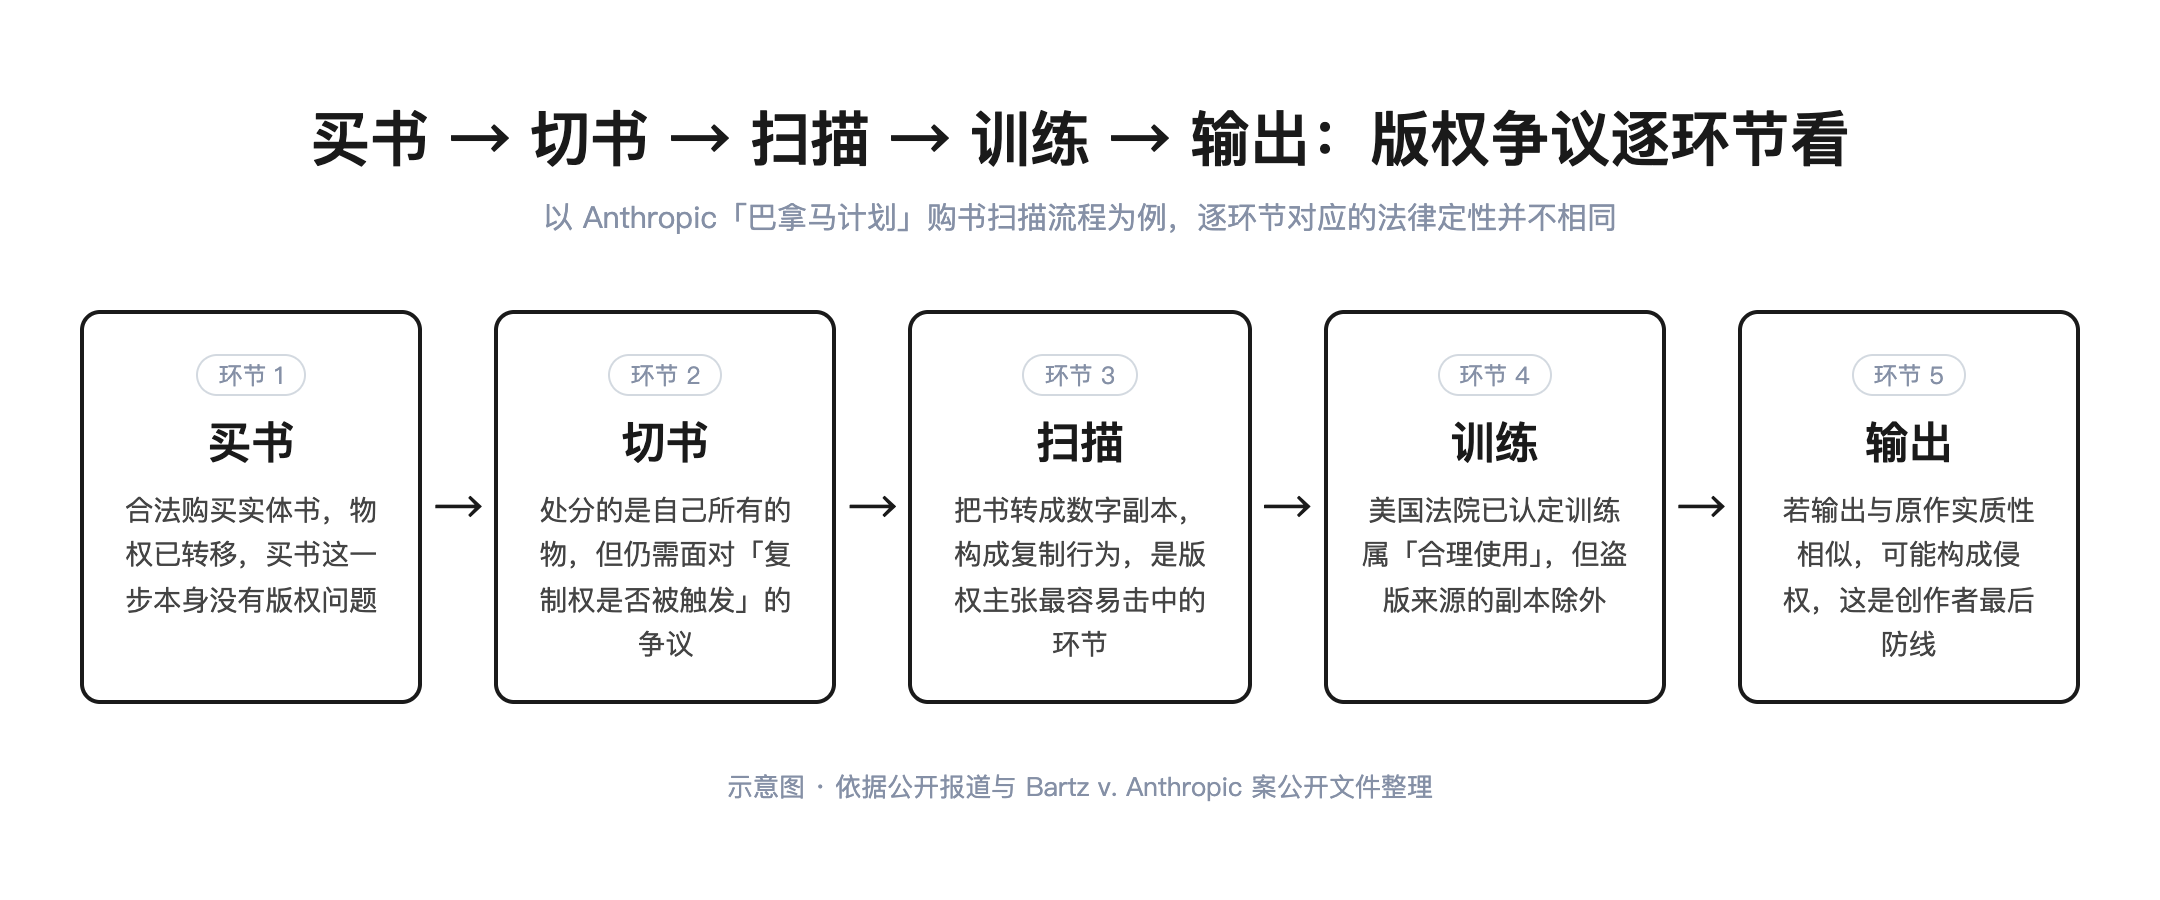 买书 → 切书 → 扫描 → 训练 → 输出：版权争议逐环节看
以 Anthropic「巴拿马计划」购书扫描流程为例，逐环节对应的法律定性并不相同
环节 1
买书
合法购买实体书，物
权已转移，买书这一
步本身没有版权问题
→
环节 2
切书
处分的是自己所有的
物，但仍需面对「复
制权是否被触发」的
争议
→
环节 3
扫描
把书转成数字副本，
构成复制行为，是版
权主张最容易击中的
环节
→
环节 4
训练
美国法院已认定训练
属「合理使用」，但盗
版来源的副本除外
→
环节 5
输出
若输出与原作实质性
相似，可能构成侵
权，这是创作者最后
防线
示意图 · 依据公开报道与 Bartz v. Anthropic 案公开文件整理